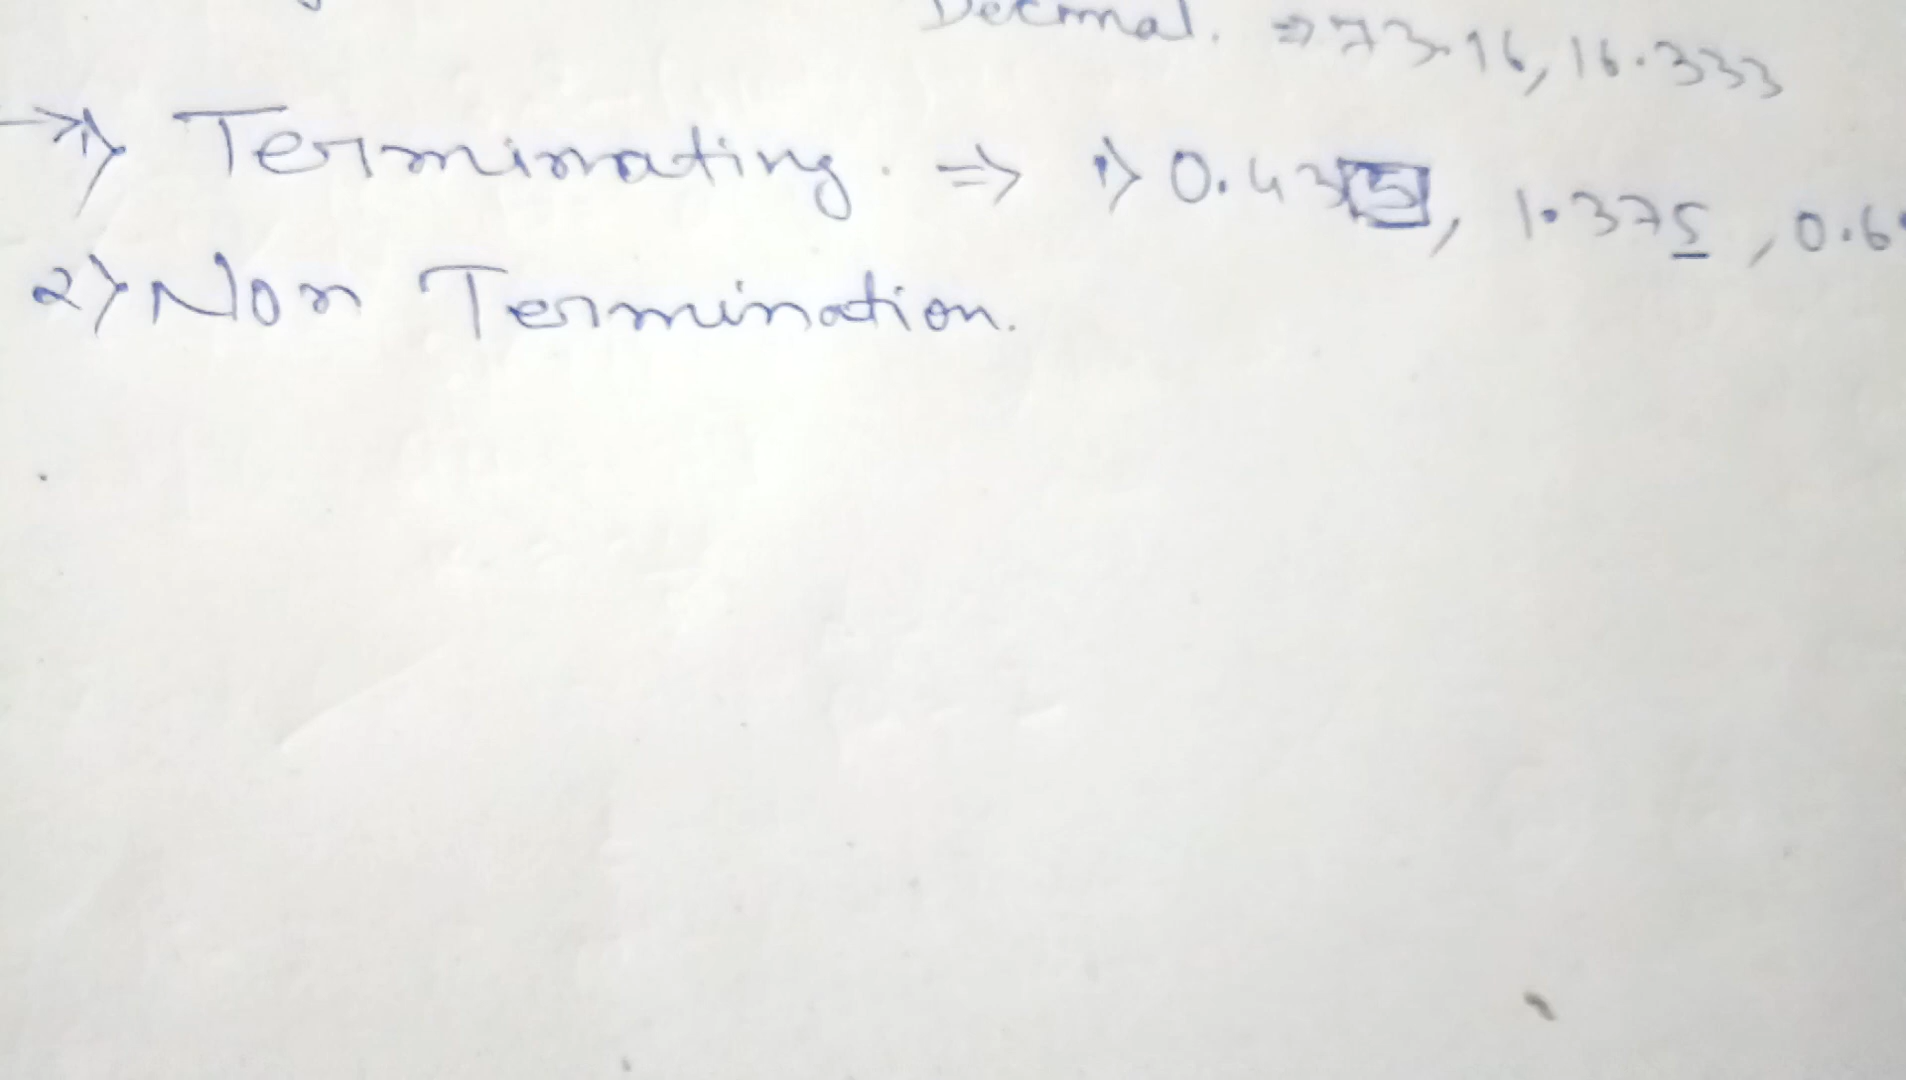 Decimal. ⇒ 73.16, 16.333
→ 1> Terminating. ⇒ 1> 0.435, 1.375, 0.6
2> Non Termination.